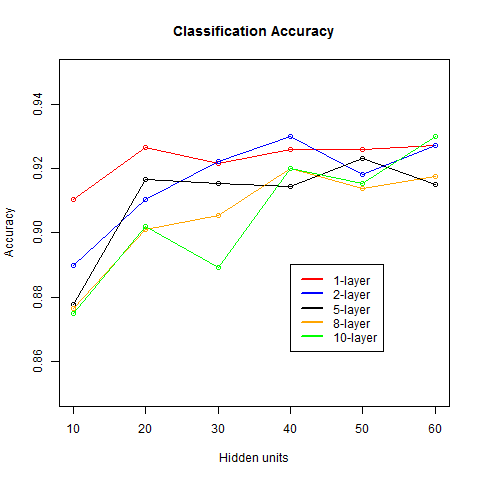 Classification Accuracy
Accuracy
0.94
0.92
0.90
0.88
0.86
1-layer
2-layer
5-layer
8-layer
10-layer
10 20 30 40 50 60
Hidden units